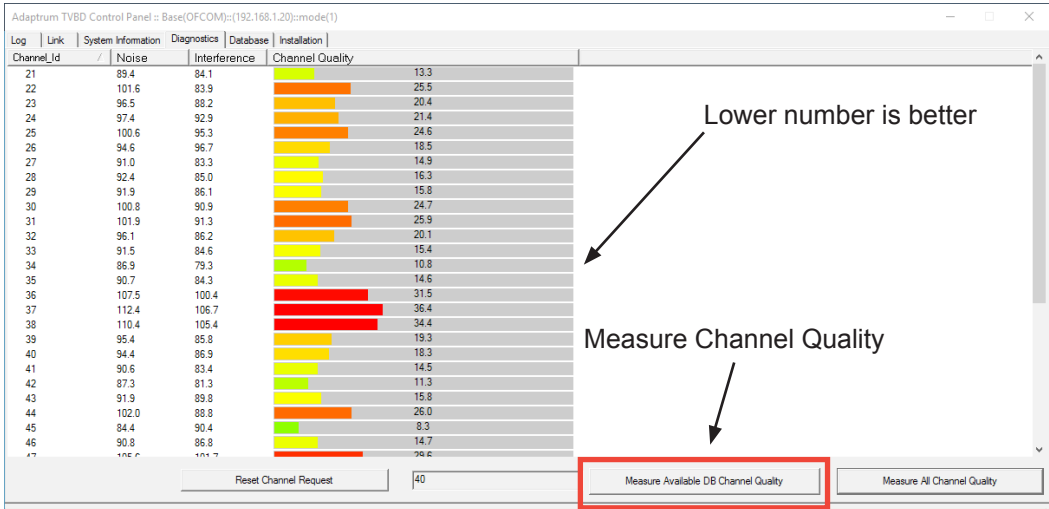 Adaptrum TVBD Control Panel :: Base(OFCOM)::(192.168.1.20)::mode(1)
Log Link System Information Diagnostics Database Installation
Channel_Id / Noise Interference Channel Quality
21 89.4 84.1 13.3
22 101.6 83.9 25.5
23 96.5 88.2 20.4
24 97.4 92.9 21.4
25 100.6 95.3 24.6
26 94.6 96.7 18.5
27 91.0 83.3 14.9
28 92.4 85.0 16.3
29 91.9 86.1 15.8
30 100.8 90.9 24.7
31 101.9 91.3 25.9
32 96.1 86.2 20.1
33 91.5 84.6 15.4
34 86.9 79.3 10.8
35 90.7 84.3 14.6
36 107.5 100.4 31.5
37 112.4 106.7 36.4
38 110.4 105.4 34.4
39 95.4 85.8 19.3
40 94.4 86.9 18.3
41 90.6 83.4 14.5
42 87.3 81.3 11.3
43 91.9 89.8 15.8
44 102.0 88.8 26.0
45 84.4 90.4 8.3
46 90.8 86.8 14.7
47 29.6
Lower number is better
Measure Channel Quality
Reset Channel Request 40 Measure Available DB Channel Quality Measure All Channel Quality